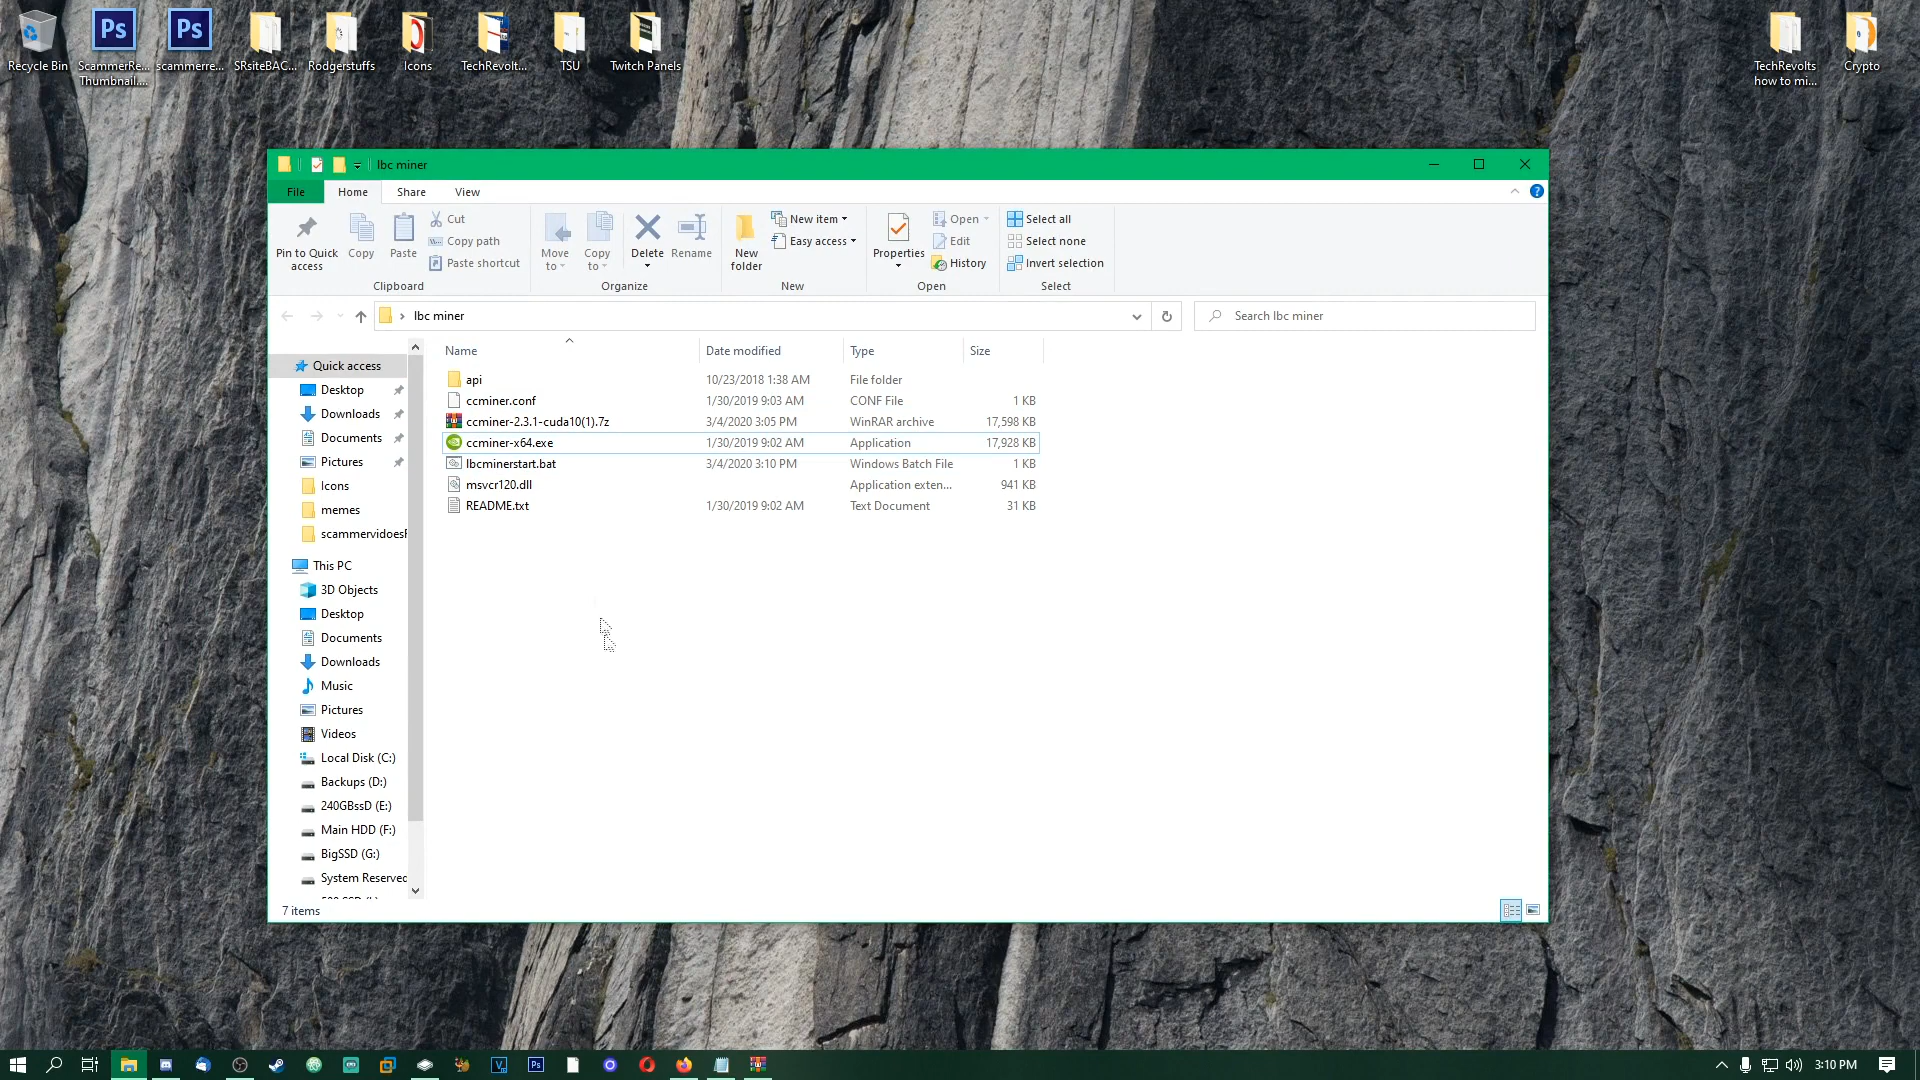 Recycle Bin
ScammerRe...
Thumbnail....
scammerre...
SRsiteBAC...
Rodgerstuffs
Icons
TechRevolt...
TSU
Twitch Panels
TechRevolts
how to mi...
Crypto
lbc miner
File
Home
Share
View
Pin to Quick
access
Copy
Paste
Cut
Copy path
Paste shortcut
Clipboard
Move
to
Copy
to
Delete
Rename
Organize
New
folder
New item
Easy access
New
Properties
Open
Edit
History
Open
Select all
Select none
Invert selection
Select
lbc miner
Search lbc miner
Name
Date modified
Type
Size
api 10/23/2018 1:38 AM File folder
ccminer.conf 1/30/2019 9:03 AM CONF File 1 KB
ccminer-2.3.1-cuda10(1).7z 3/4/2020 3:05 PM WinRAR archive 17,598 KB
ccminer-x64.exe 1/30/2019 9:02 AM Application 17,928 KB
lbcminerstart.bat 3/4/2020 3:10 PM Windows Batch File 1 KB
msvcr120.dll Application exten... 941 KB
README.txt 1/30/2019 9:02 AM Text Document 31 KB
Quick access
Desktop
Downloads
Documents
Pictures
Icons
memes
scammervidoesF
This PC
3D Objects
Desktop
Documents
Downloads
Music
Pictures
Videos
Local Disk (C:)
Backups (D:)
240GBssD (E:)
Main HDD (F:)
BigSSD (G:)
System Reserved
7 items
Ps
3:10 PM